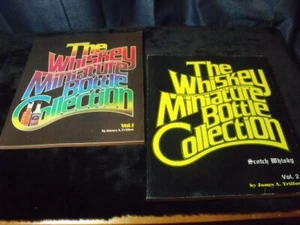 The
Whiskey
Miniature
Bottle
Collection
Vol. 1
by James A. Triffon
The
Whiskey
Miniature
Bottle
Collection
Scotch Whisky
Vol. 2
by James A. Triffon